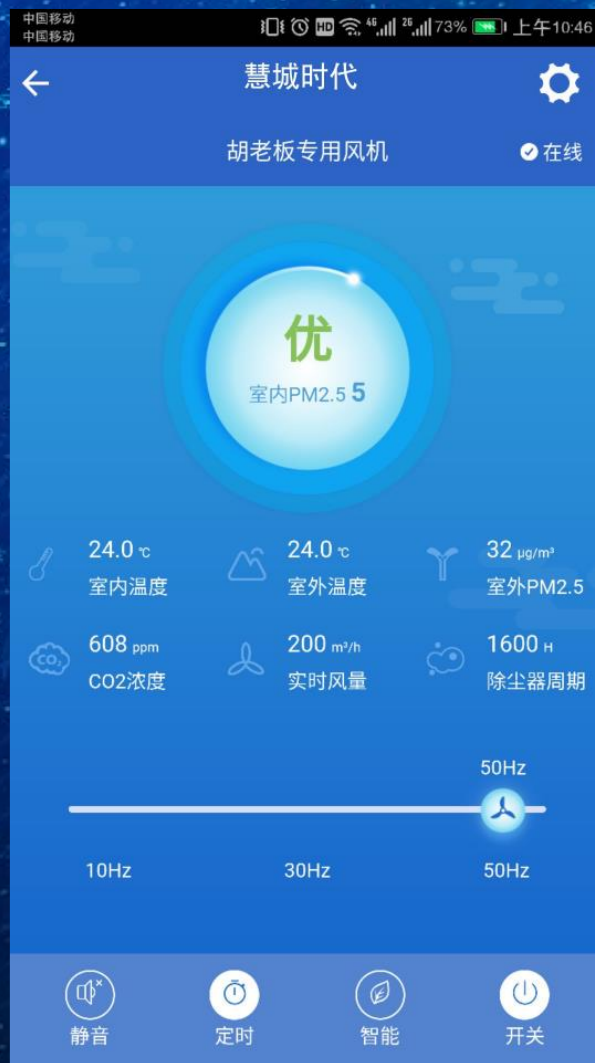 中国移动
中国移动
HD 4G 2G 73% 上午10:46
慧城时代
胡老板专用风机
在线
优
室内PM2.5 5
24.0 ℃
室内温度
24.0 ℃
室外温度
32 μg/m³
室外PM2.5
608 ppm
CO2浓度
200 m³/h
实时风量
1600 H
除尘器周期
CO₂
50Hz
10Hz 30Hz 50Hz
静音 定时 智能 开关